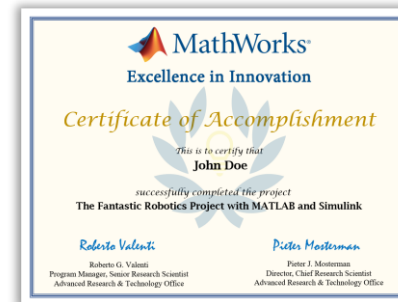 MathWorks®
Excellence in Innovation
Certificate of Accomplishment
This is to certify that
John Doe
successfully completed the project
The Fantastic Robotics Project with MATLAB and Simulink
Roberto Valenti
Pieter Mosterman
Roberto G. Valenti
Program Manager, Senior Research Scientist
Advanced Research & Technology Office
Pieter J. Mosterman
Director, Chief Research Scientist
Advanced Research & Technology Office